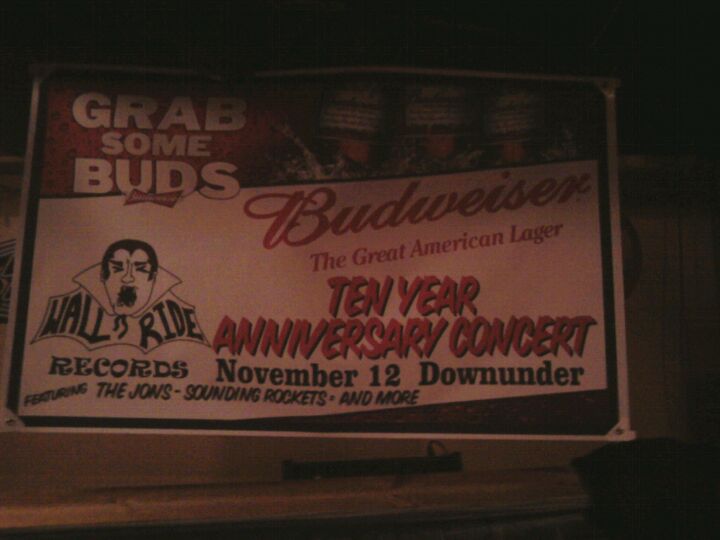 GRAB
SOME
BUDS
Budweiser
The Great American Lager
TEN YEAR
ANNIVERSARY CONCERT
November 12 Downunder
WALL N RIDE
RECORDS
FEATURING THE JONS - SOUNDING ROCKETS - AND MORE